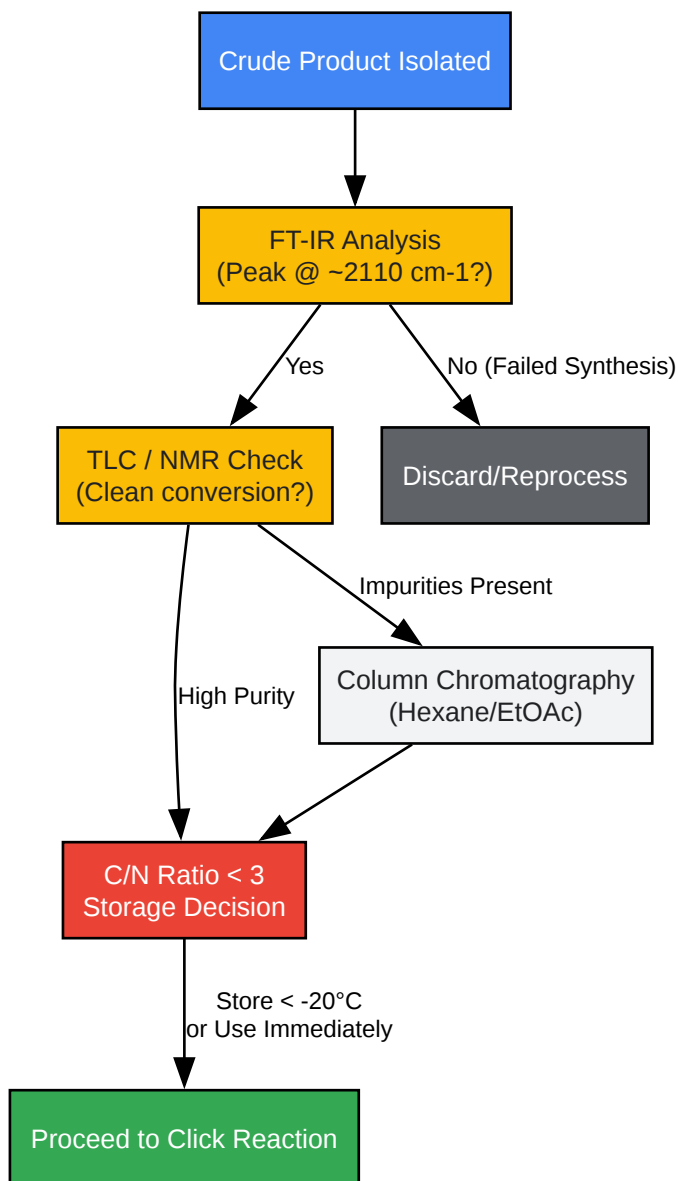 Crude Product Isolated
FT-IR Analysis
(Peak @ ~2110 cm-1?)
Yes
No (Failed Synthesis)
TLC / NMR Check
(Clean conversion?)
Discard/Reprocess
Impurities Present
Column Chromatography
(Hexane/EtOAc)
High Purity
C/N Ratio < 3
Storage Decision
Store < -20°C
or Use Immediately
Proceed to Click Reaction